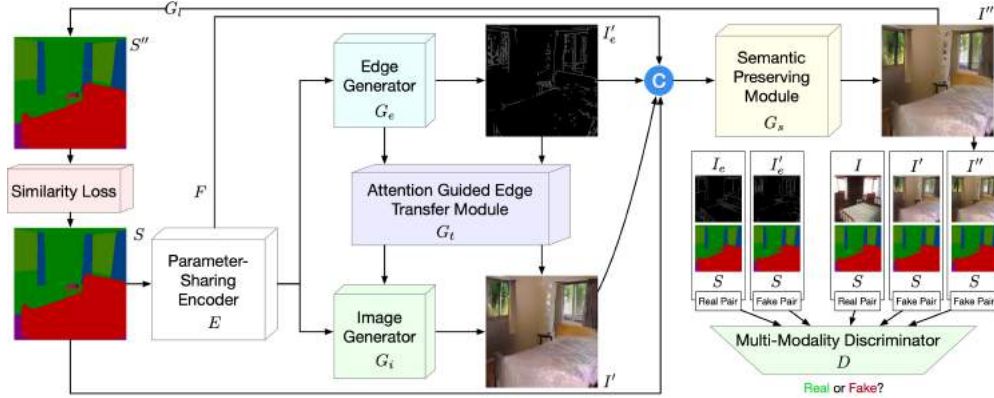 G_l
S''
Similarity Loss
S
F
Parameter-
Sharing
Encoder
E
Edge
Generator
G_e
I'_e
Attention Guided Edge
Transfer Module
G_t
Image
Generator
G_i
I'
C
Semantic
Preserving
Module
G_s
I''
I_e I'_e I I' I''
S S S S S
Real Pair Fake Pair Real Pair Fake Pair Fake Pair
Multi-Modality Discriminator
D
Real or Fake?